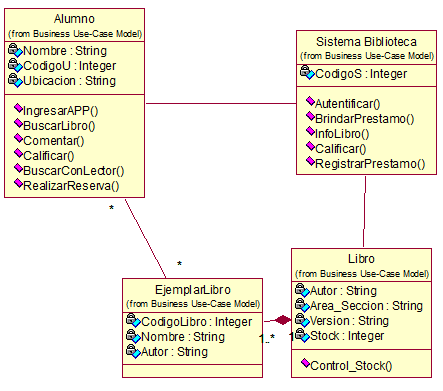 Alumno
(from Business Use-Case Model)
Nombre : String
CodigoU : Integer
Ubicacion : String
IngresarAPP()
BuscarLibro()
Comentar()
Calificar()
BuscarConLector()
RealizarReserva()
Sistema Biblioteca
(from Business Use-Case Model)
CodigoS : Integer
Autentificar()
BrindarPrestamo()
InfoLibro()
Calificar()
RegistrarPrestamo()
*
*
EjemplarLibro
(from Business Use-Case Model)
CodigoLibro : Integer
Nombre : String
Autor : String
1..*
1
Libro
(from Business Use-Case Model)
Autor : String
Area_Seccion : String
Version : String
Stock : Integer
Control_Stock()